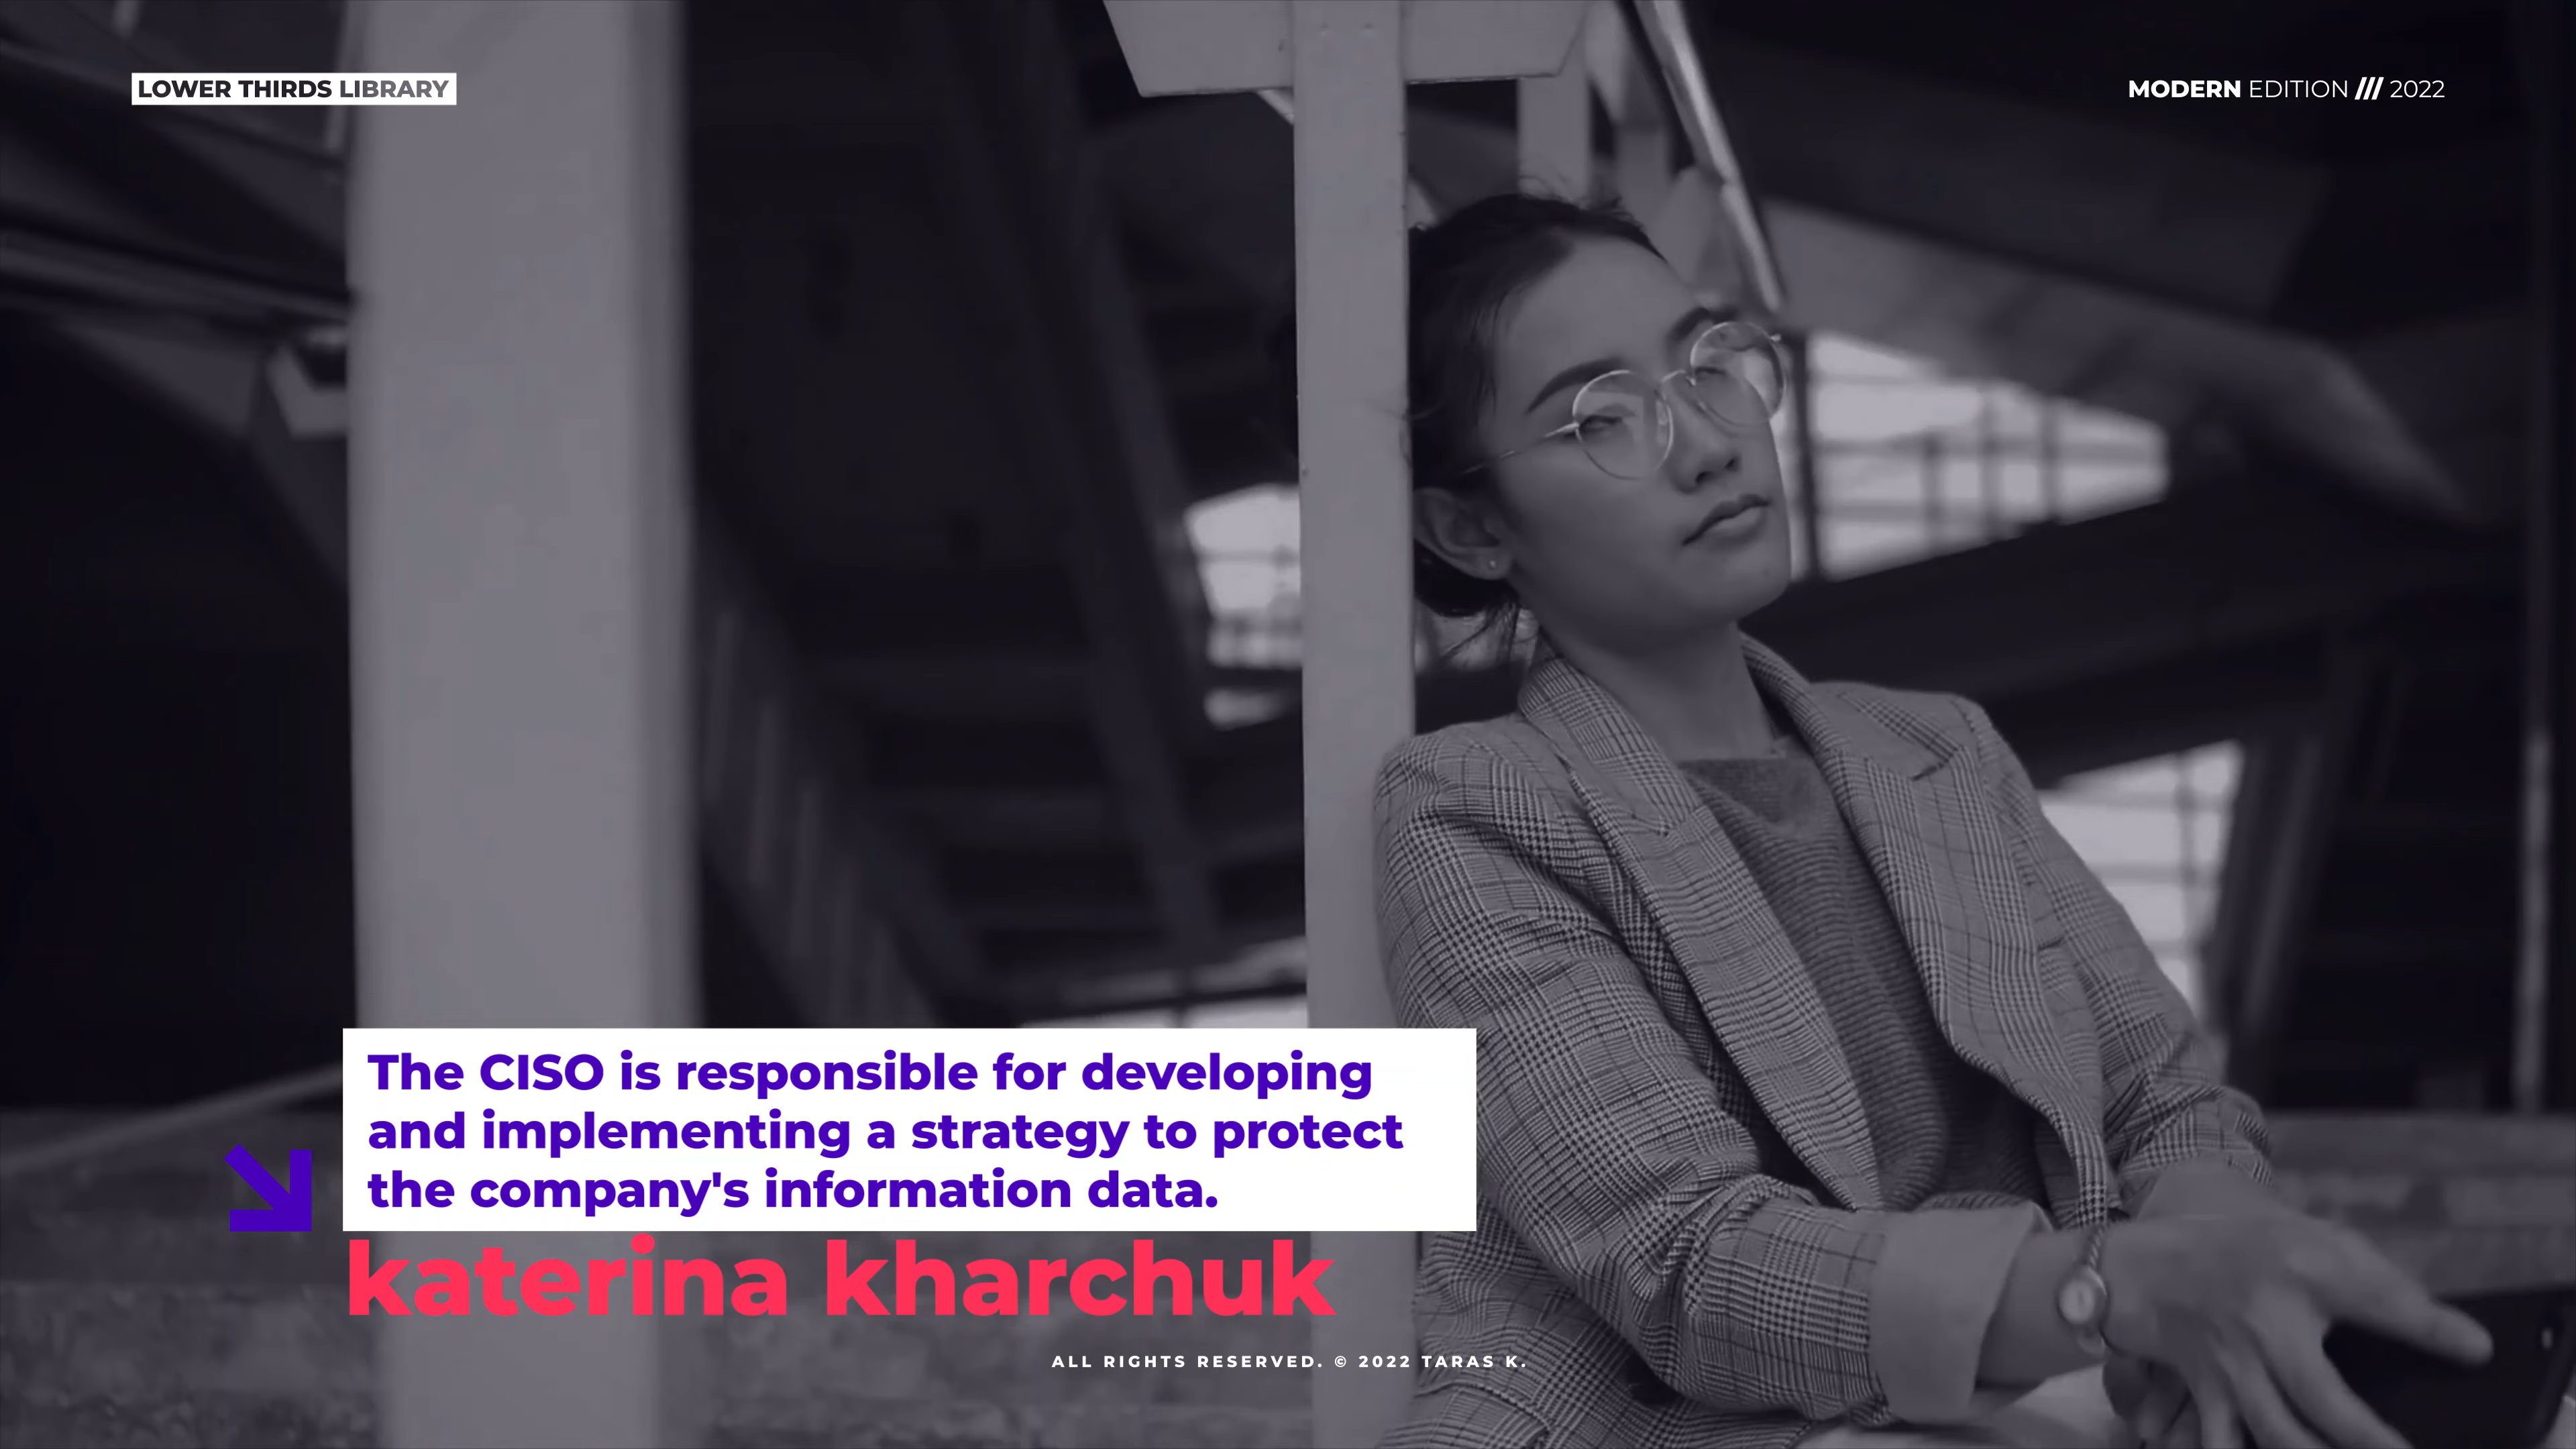 LOWER THIRDS LIBRARY
MODERN EDITION /// 2022
The CISO is responsible for developing
and implementing a strategy to protect
the company's information data.
katerina kharchuk
ALL RIGHTS RESERVED. © 2022 TARAS K.